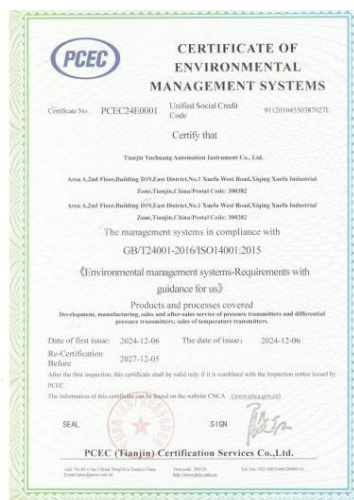 PCEC
CERTIFICATE OF
ENVIRONMENTAL
MANAGEMENT SYSTEMS
Certificate No. PCEC24E0001 Unified Social Credit Code 91120104550387027L
Certify that
Tianjin Yuchuang Automation Instrument Co., Ltd.
Area A,2nd Floor,Building D19,East District,No.1 Xuefu West Road,Xiqing Xuefu Industrial
Zone,Tianjin,China/Postal Code: 300382
Area A,2nd Floor,Building D19,East District,No.1 Xuefu West Road,Xiqing Xuefu Industrial
Zone,Tianjin,China/Postal Code: 300382
The management systems in compliance with
GB/T24001-2016/ISO14001:2015
《Environmental management systems-Requirements with
guidance for us》
Products and processes covered
Development, manufacturing, sales and after-sales service of pressure transmitters and differential
pressure transmitters; sales of temperature transmitters.
Date of first issue: 2024-12-06 The date of issue: 2024-12-06
Re-Certification
Before 2027-12-05
After the first inspection, this certificate shall be valid only if it is combined with the inspection notice issued by
PCEC.
The information of this certificate can be found on the website CNCA (www.cnca.gov.cn)
SEAL SIGN
PCEC (Tianjin) Certification Services Co.,Ltd.